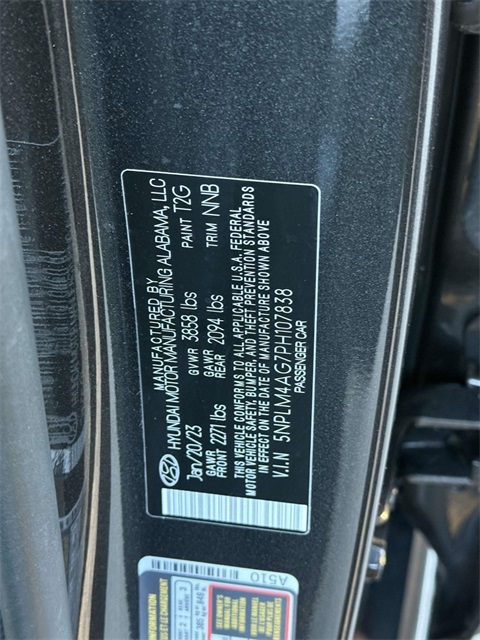 MANUFACTURED BY
HYUNDAI MOTOR MANUFACTURING ALABAMA, LLC
Jan/20/23 GVWR 3858 lbs PAINT T2G
GAWR FRONT 2271 lbs GAWR REAR 2094 lbs TRIM NNB
THIS VEHICLE CONFORMS TO ALL APPLICABLE U.S.A. FEDERAL
MOTOR VEHICLE SAFETY, BUMPER, AND THEFT PREVENTION STANDARDS
IN EFFECT ON THE DATE OF MANUFACTURE SHOWN ABOVE
V.I.N 5NPLM4AG7PH107838
PASSENGER CAR
A510